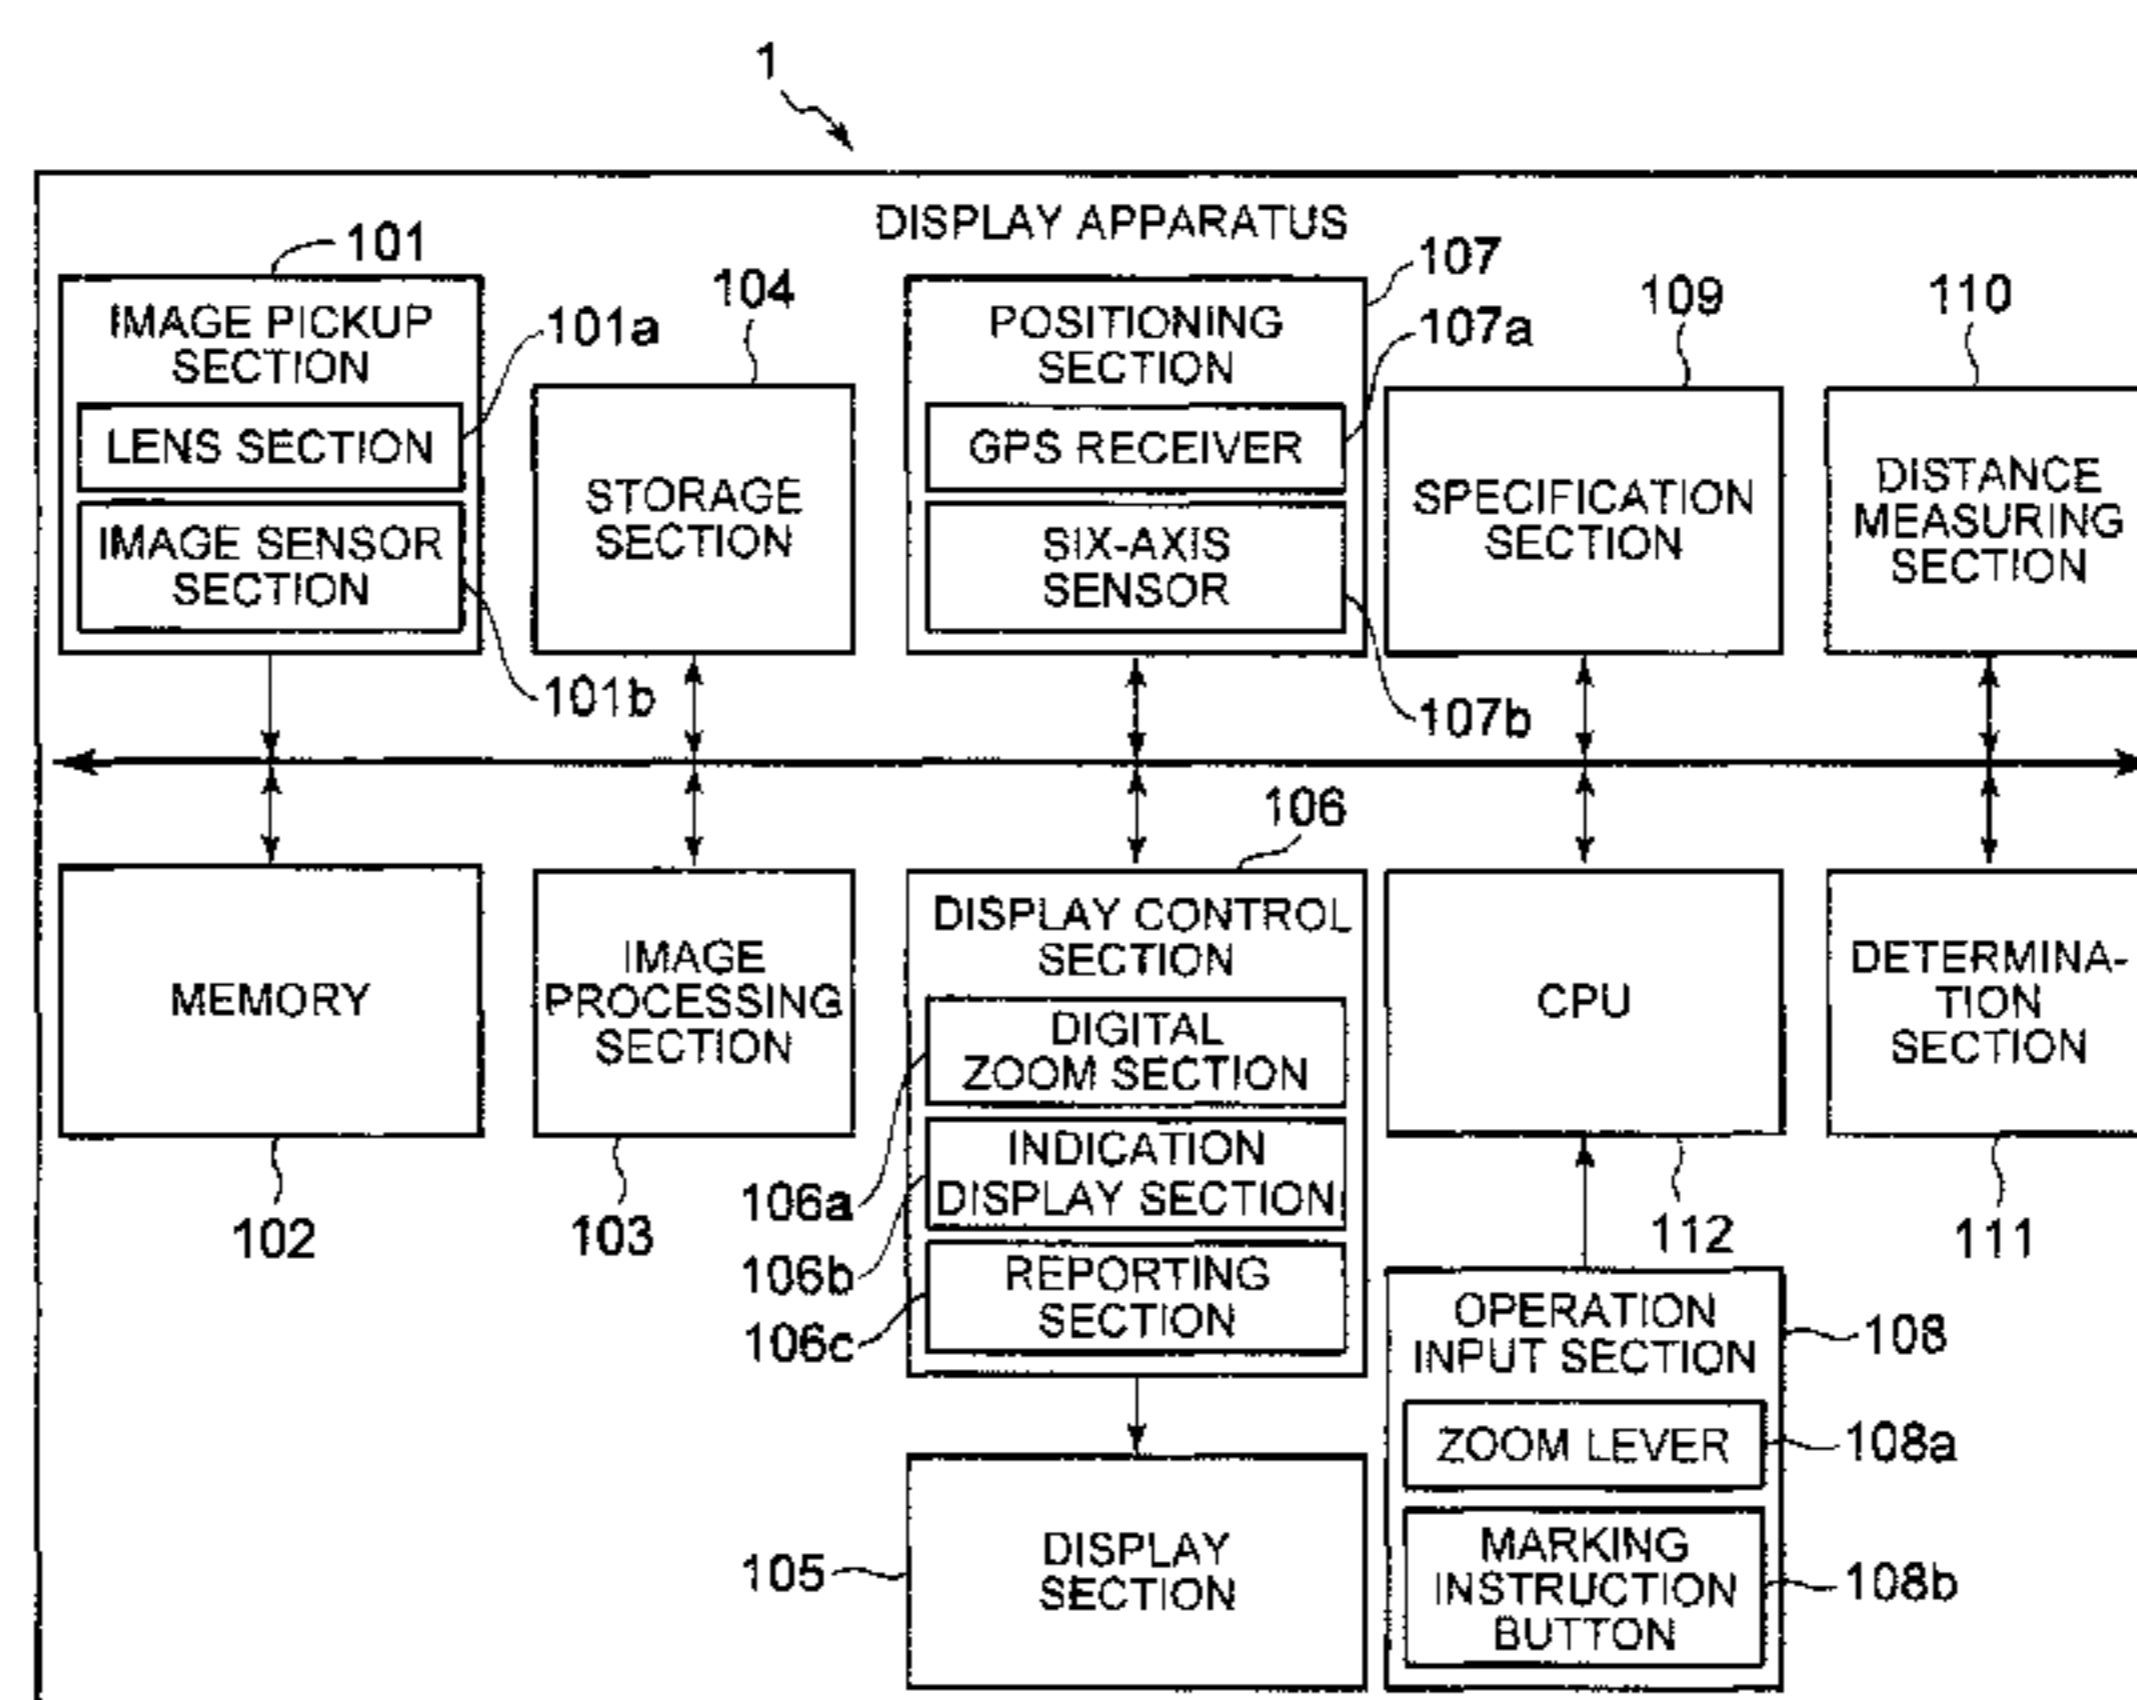 1
DISPLAY APPARATUS
101
IMAGE PICKUP
SECTION
101a
LENS SECTION
IMAGE SENSOR
SECTION
101b
104
STORAGE
SECTION
107
POSITIONING
SECTION
107a
GPS RECEIVER
SIX-AXIS
SENSOR
107b
109
SPECIFICATION
SECTION
110
DISTANCE
MEASURING
SECTION
MEMORY
102
IMAGE
PROCESSING
SECTION
103
106
DISPLAY CONTROL
SECTION
DIGITAL
ZOOM SECTION
106a
INDICATION
DISPLAY SECTION
106b
REPORTING
SECTION
106c
CPU
112
DETERMINA-
TION
SECTION
111
OPERATION
INPUT SECTION
108
ZOOM LEVER
108a
MARKING
INSTRUCTION
BUTTON
108b
105
DISPLAY
SECTION